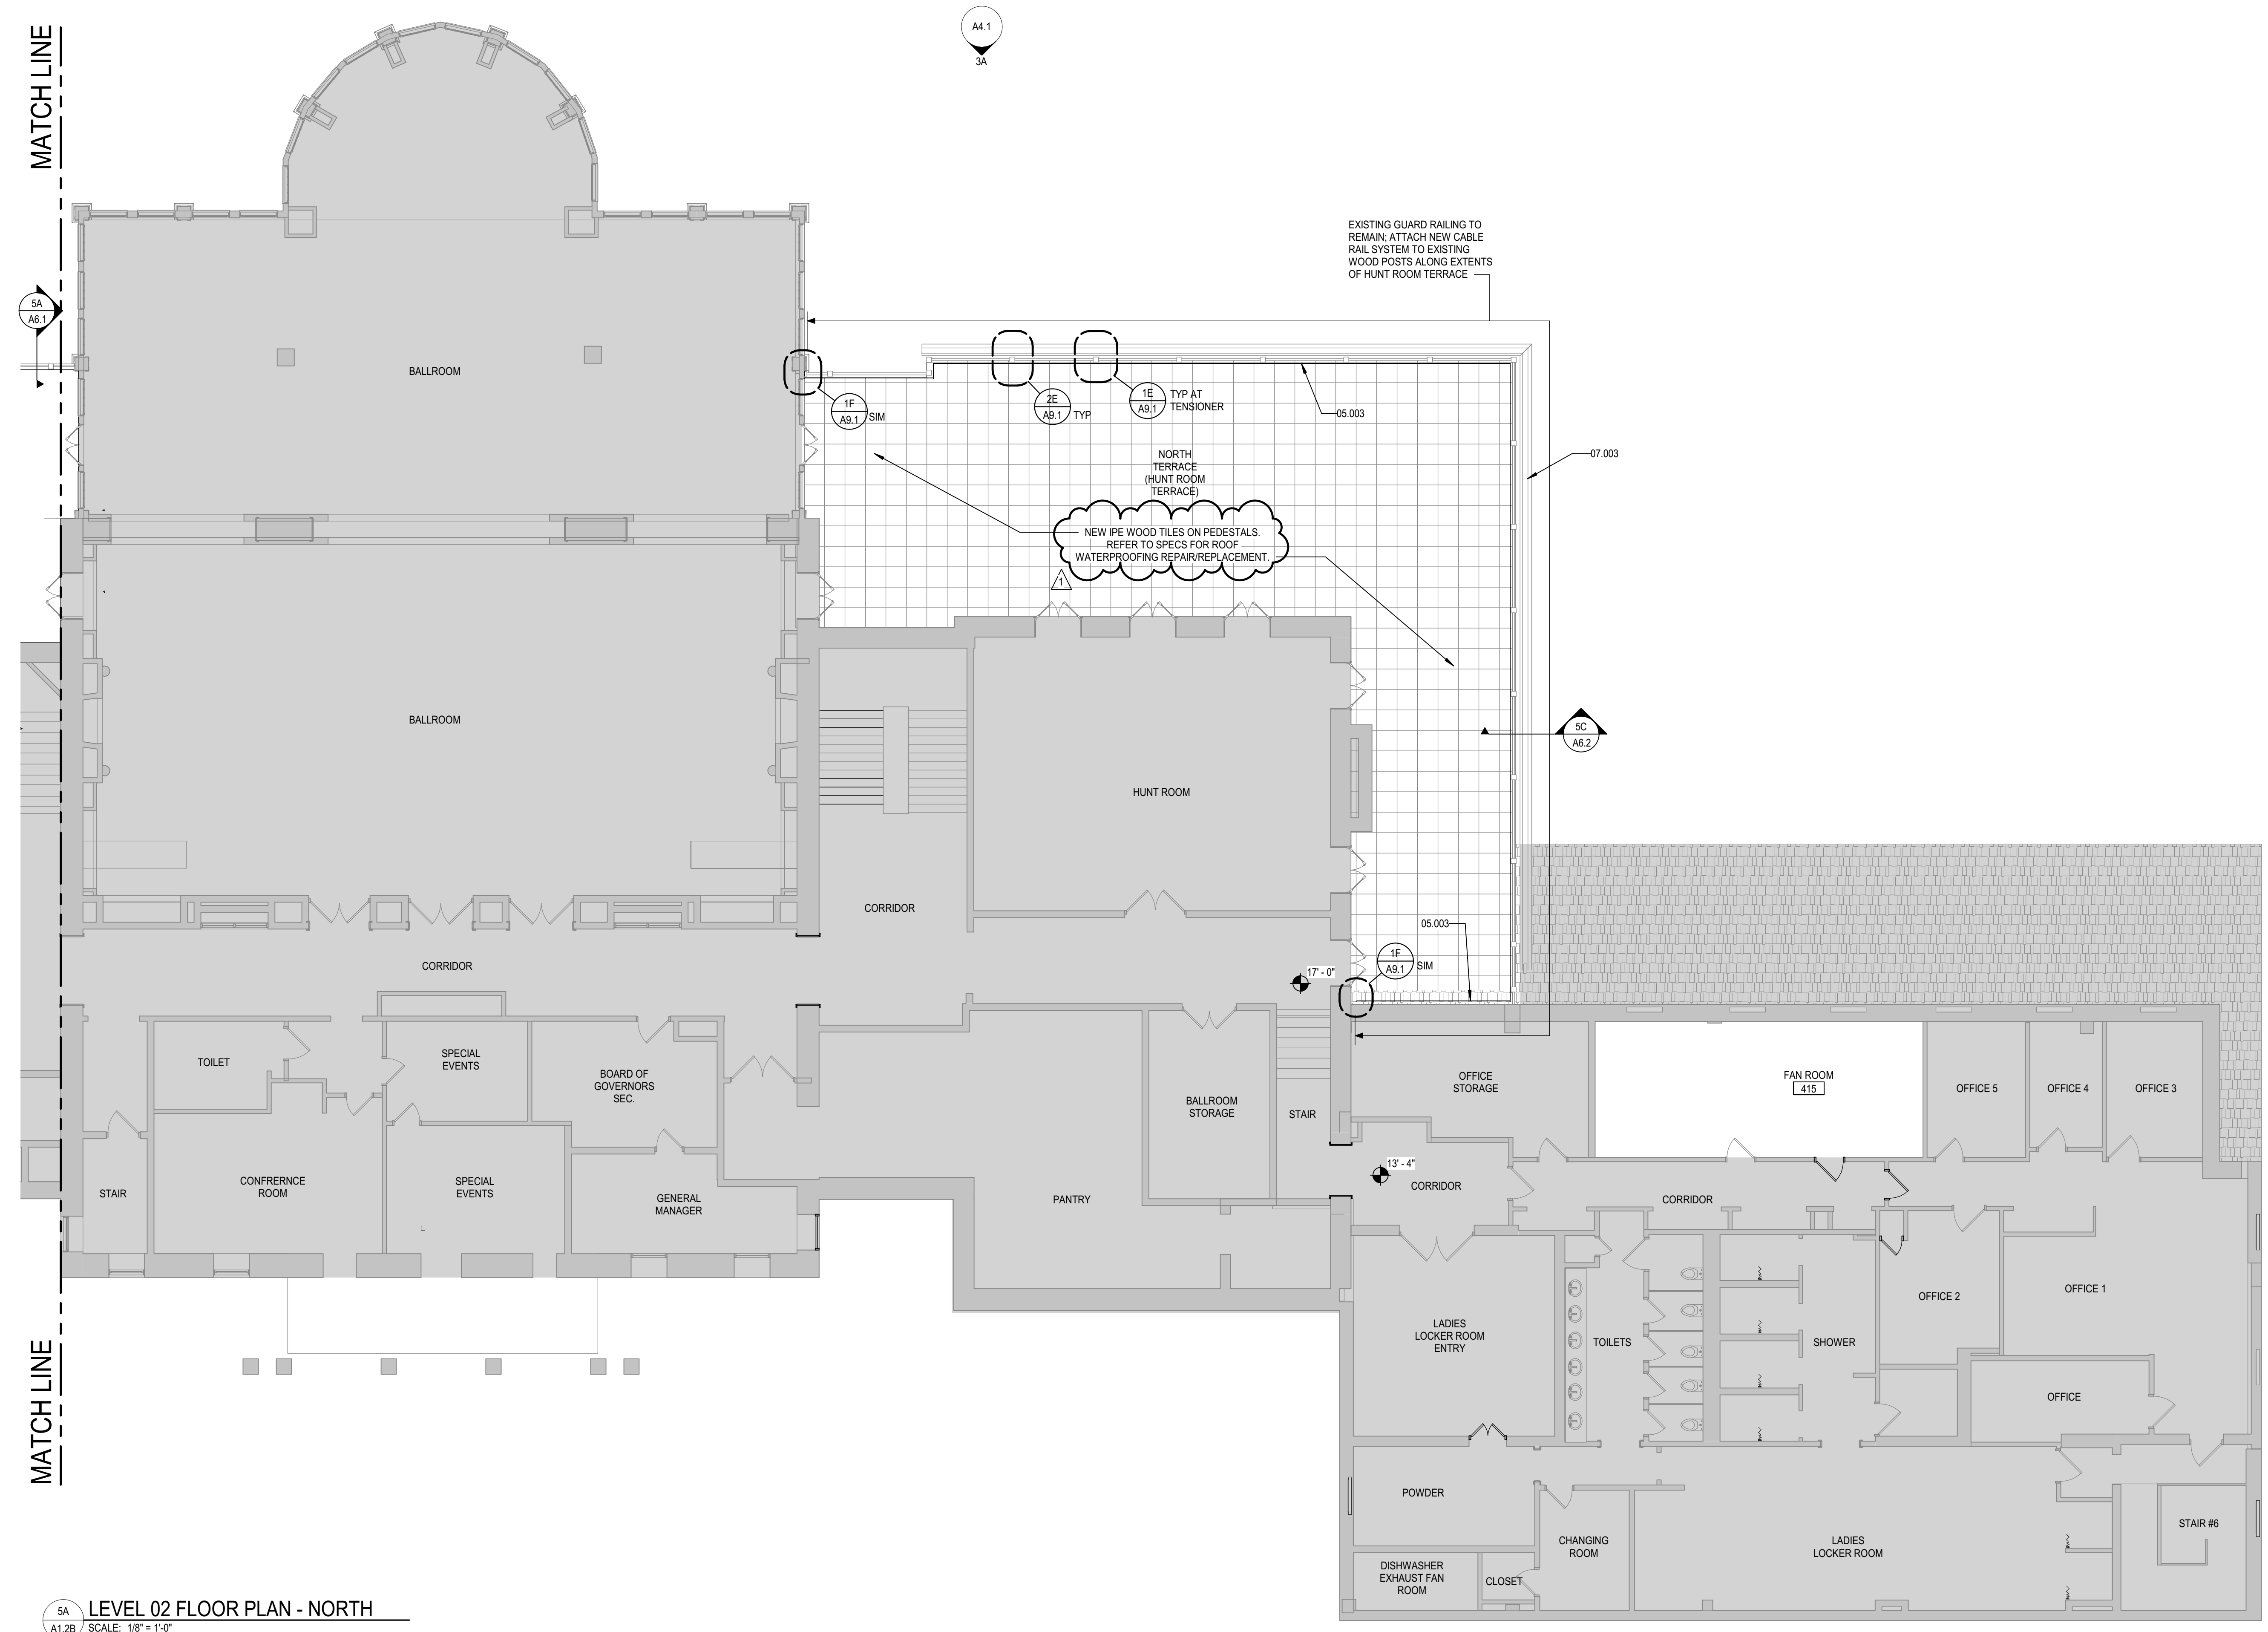 MATCH LINE
A4.1
3A
EXISTING GUARD RAILING TO
REMAIN; ATTACH NEW CABLE
RAIL SYSTEM TO EXISTING
WOOD POSTS ALONG EXTENTS
OF HUNT ROOM TERRACE
5A
A6.1
BALLROOM
1F
A9.1
SIM
2E
A9.1
TYP
1E
A9.1
TYP AT
TENSIONER
05.003
07.003
NORTH
TERRACE
(HUNT ROOM
TERRACE)
NEW IPE WOOD TILES ON PEDESTALS.
REFER TO SPECS FOR ROOF
WATERPROOFING REPAIR/REPLACEMENT.
1
BALLROOM
5C
A6.2
HUNT ROOM
CORRIDOR
05.003
CORRIDOR
1F
A9.1
SIM
17' - 0"
TOILET
SPECIAL
EVENTS
BOARD OF
GOVERNORS
SEC.
BALLROOM
STORAGE
STAIR
OFFICE
STORAGE
FAN ROOM
415
OFFICE 5
OFFICE 4
OFFICE 3
STAIR
CONFRERNCE
ROOM
SPECIAL
EVENTS
GENERAL
MANAGER
PANTRY
13' - 4"
CORRIDOR
CORRIDOR
LADIES
LOCKER ROOM
ENTRY
TOILETS
SHOWER
OFFICE 2
OFFICE 1
OFFICE
MATCH LINE
POWDER
CHANGING
ROOM
LADIES
LOCKER ROOM
STAIR #6
DISHWASHER
EXHAUST FAN
ROOM
CLOSET
5A
A1.2B
LEVEL 02 FLOOR PLAN - NORTH
SCALE: 1/8" = 1'-0"